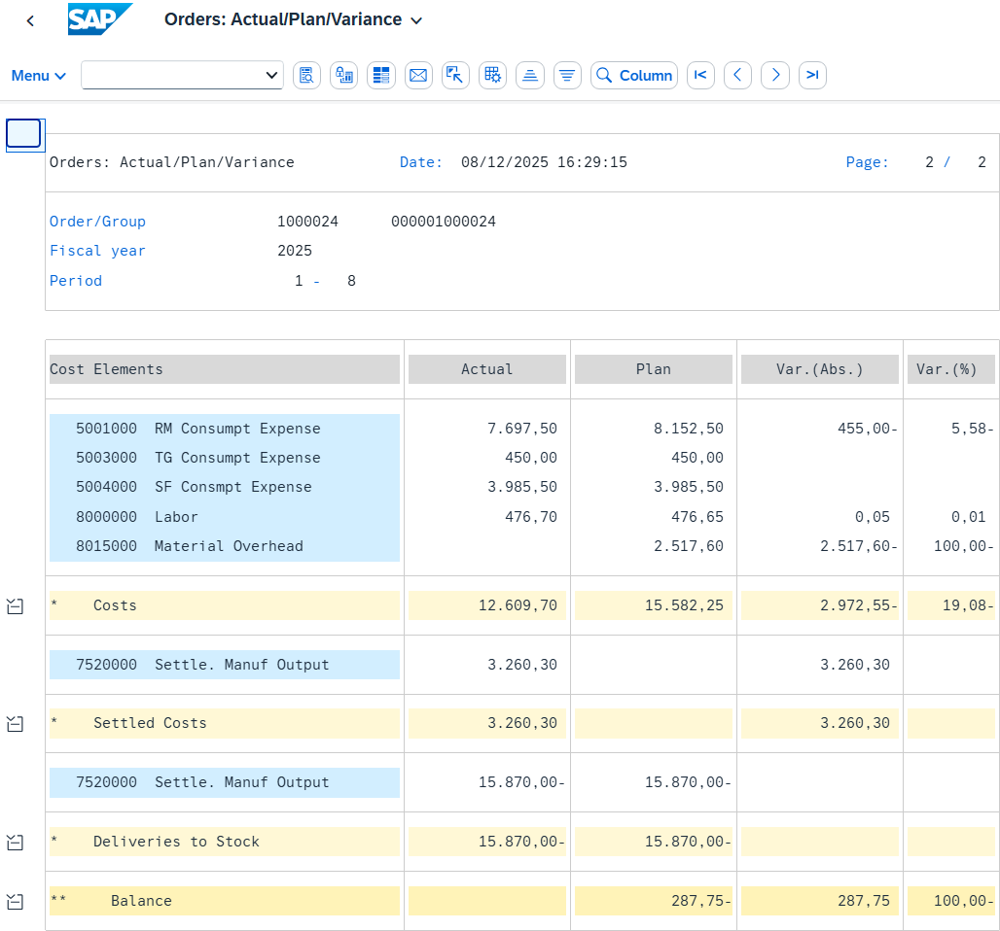 SAP Orders: Actual/Plan/Variance
Menu Column
Orders: Actual/Plan/Variance Date: 08/12/2025 16:29:15 Page: 2 / 2
Order/Group 1000024 000001000024
Fiscal year 2025
Period 1 - 8
Cost Elements Actual Plan Var.(Abs.) Var.(%)
5001000 RM Consumpt Expense 7.697,50 8.152,50 455,00- 5,58-
5003000 TG Consumpt Expense 450,00 450,00
5004000 SF Consmpt Expense 3.985,50 3.985,50
8000000 Labor 476,70 476,65 0,05 0,01
8015000 Material Overhead 2.517,60 2.517,60- 100,00-
* Costs 12.609,70 15.582,25 2.972,55- 19,08-
7520000 Settle. Manuf Output 3.260,30 3.260,30
* Settled Costs 3.260,30 3.260,30
7520000 Settle. Manuf Output 15.870,00- 15.870,00-
* Deliveries to Stock 15.870,00- 15.870,00-
** Balance 287,75- 287,75 100,00-